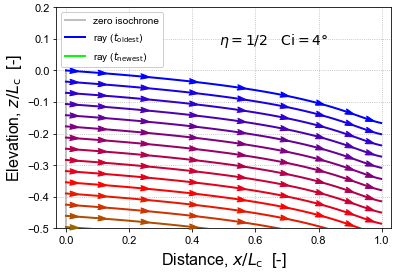 0.2
zero isochrone
ray (t_oldest)
ray (t_newest)
η = 1/2 Ci = 4°
0.1
0.0
−0.1
−0.2
−0.3
−0.4
−0.5
0.0 0.2 0.4 0.6 0.8 1.0
Elevation, z/L_c [-]
Distance, x/L_c [-]